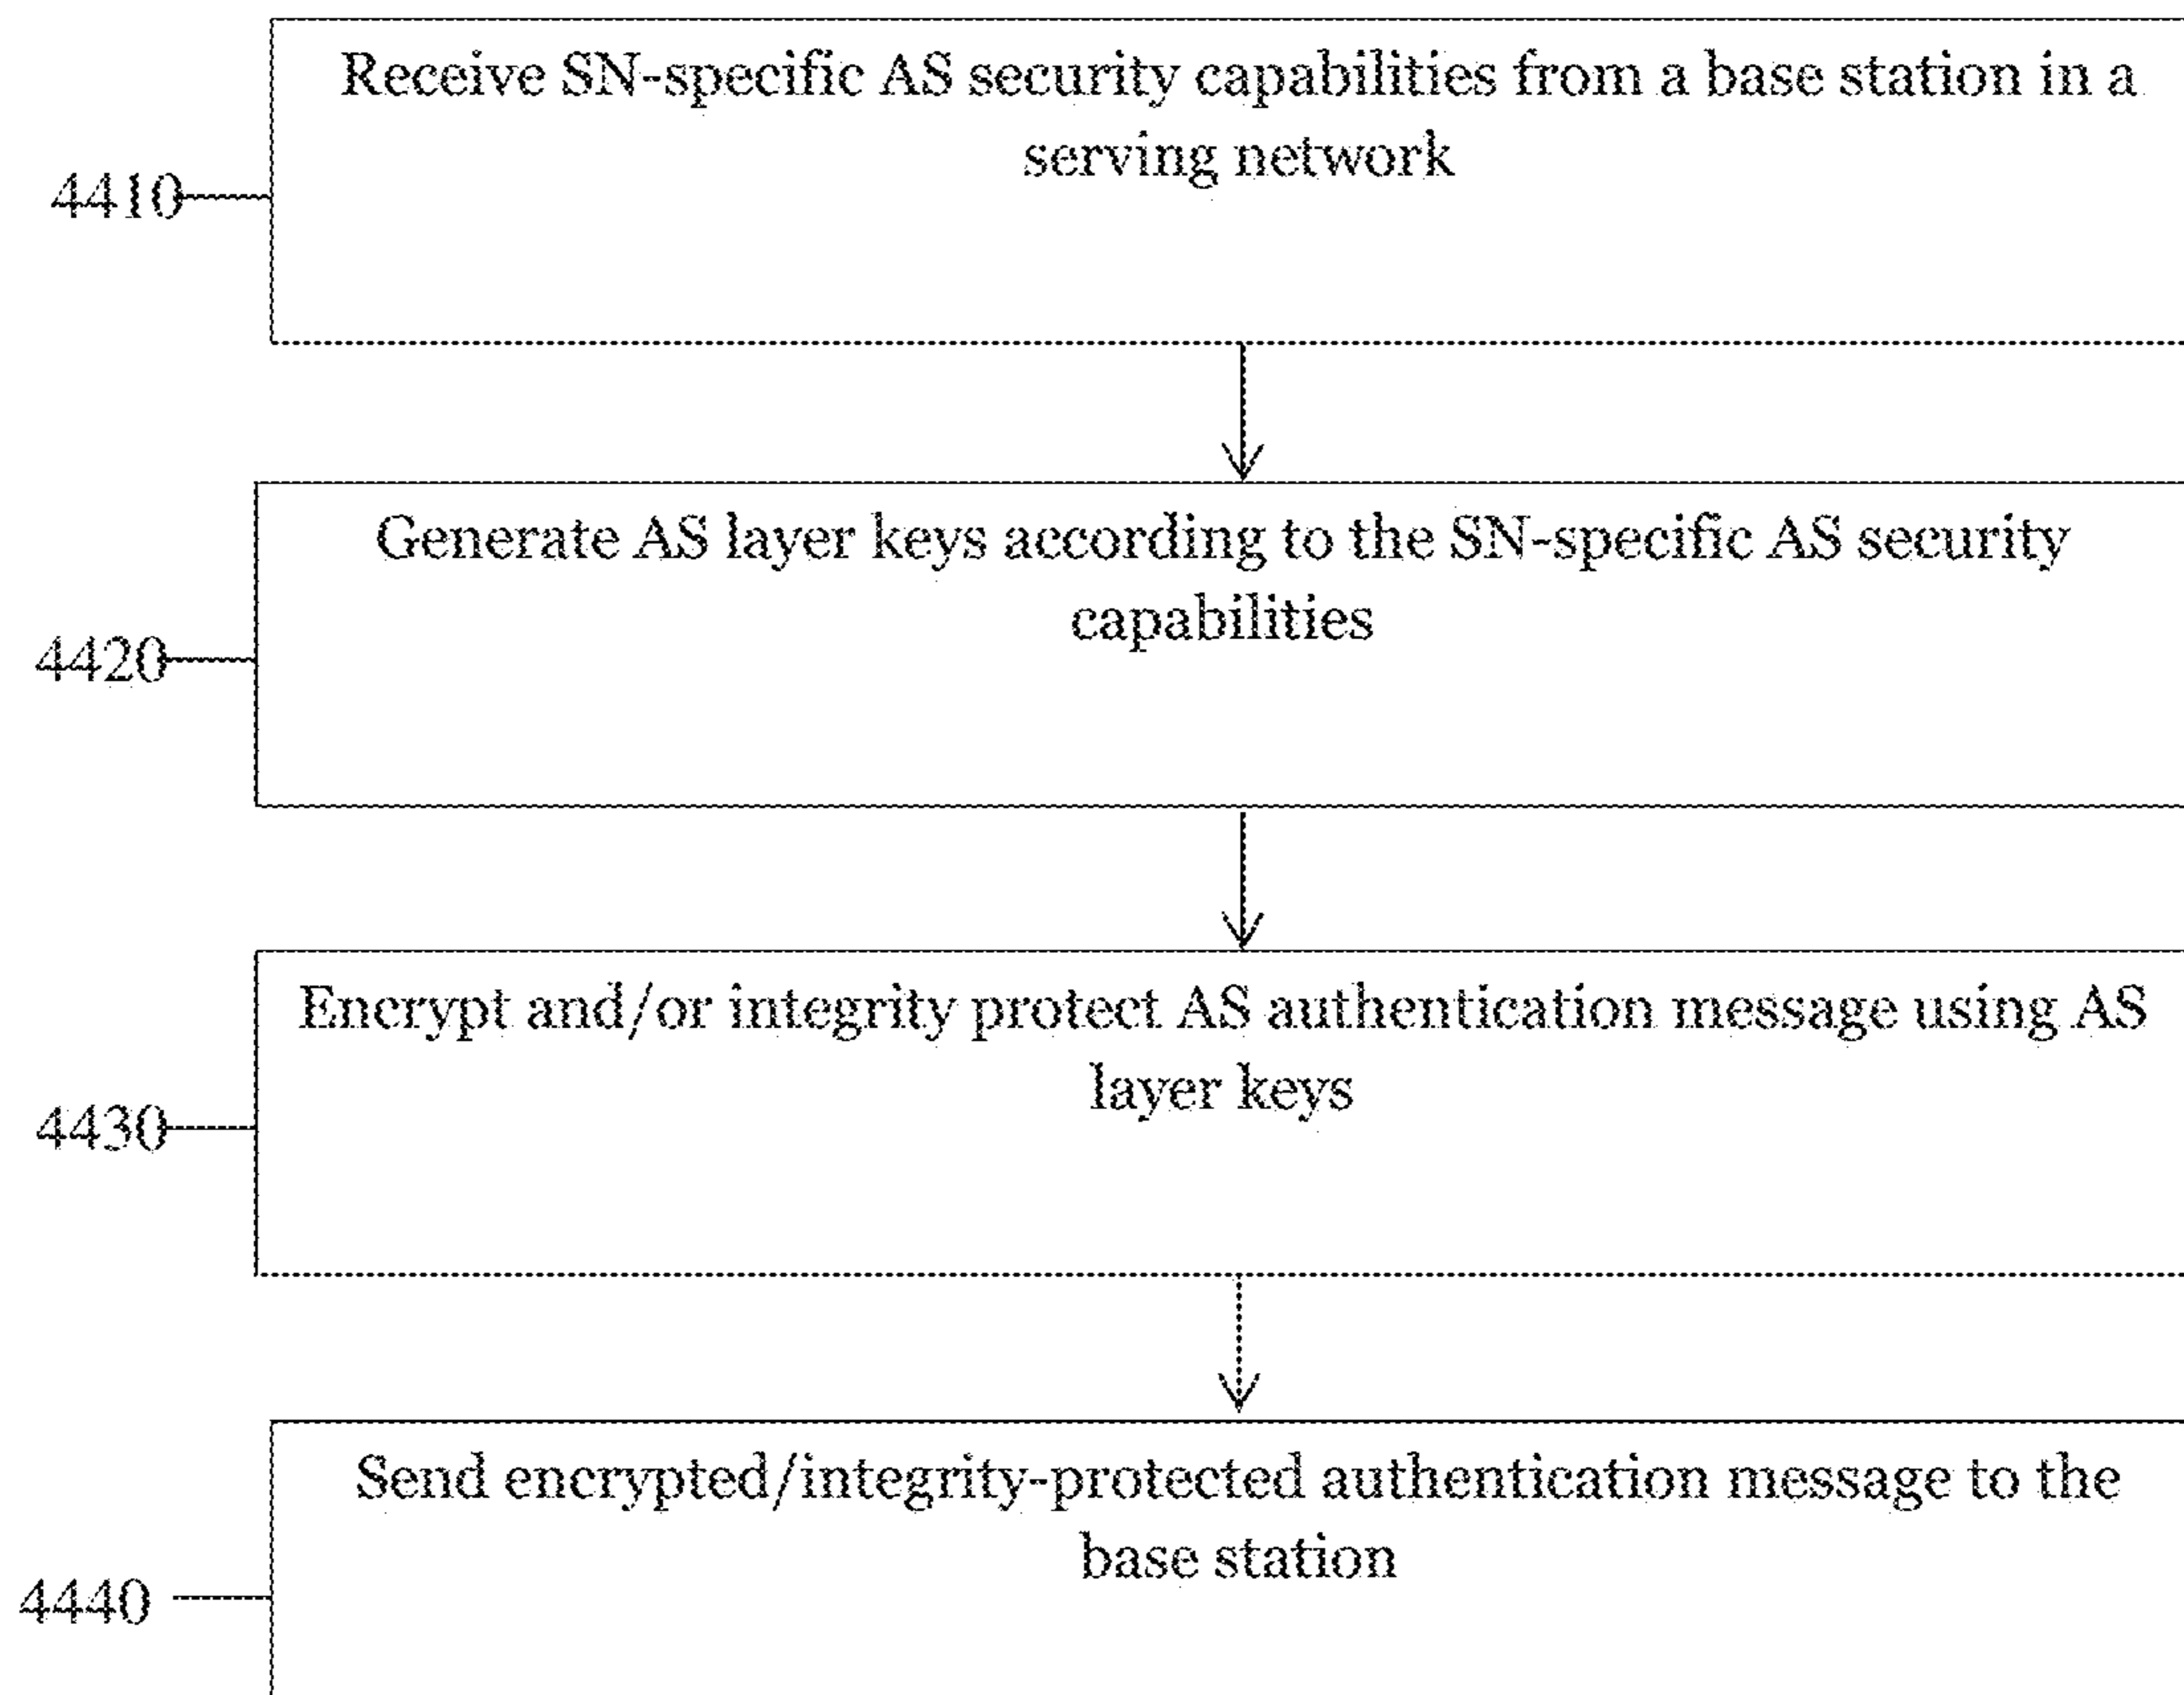 Receive SN-specific AS security capabilities from a base station in a
serving network
4410
Generate AS layer keys according to the SN-specific AS security
capabilities
4420
Encrypt and/or integrity protect AS authentication message using AS
layer keys
4430
Send encrypted/integrity-protected authentication message to the
base station
4440